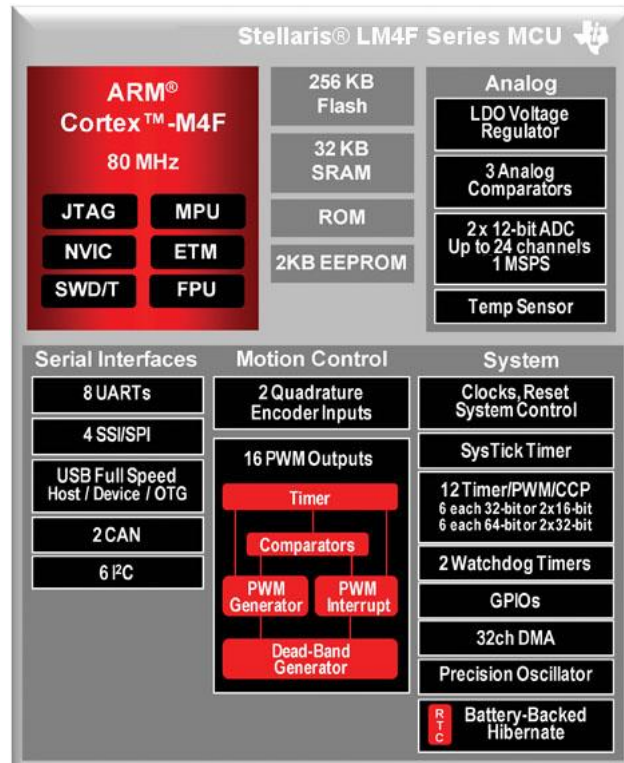 Stellaris® LM4F Series MCU
ARM®
Cortex™-M4F
80 MHz
JTAG
MPU
NVIC
ETM
SWD/T
FPU
256 KB
Flash
32 KB
SRAM
ROM
2KB EEPROM
Analog
LDO Voltage
Regulator
3 Analog
Comparators
2 x 12-bit ADC
Up to 24 channels
1 MSPS
Temp Sensor
Serial Interfaces
8 UARTs
4 SSI/SPI
USB Full Speed
Host / Device / OTG
2 CAN
6 I²C
Motion Control
2 Quadrature
Encoder Inputs
16 PWM Outputs
Timer
Comparators
PWM
Generator
PWM
Interrupt
Dead-Band
Generator
System
Clocks, Reset
System Control
SysTick Timer
12 Timer/PWM/CCP
6 each 32-bit or 2x16-bit
6 each 64-bit or 2x32-bit
2 Watchdog Timers
GPIOs
32ch DMA
Precision Oscillator
RTC
Battery-Backed
Hibernate